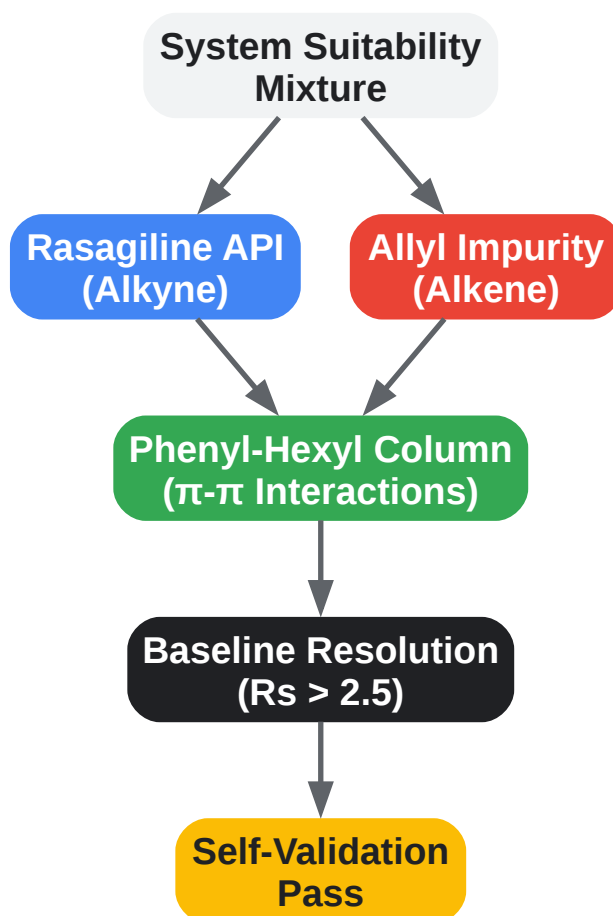 System Suitability
Mixture
Rasagiline API
(Alkyne)
Allyl Impurity
(Alkene)
Phenyl-Hexyl Column
(π-π Interactions)
Baseline Resolution
(Rs > 2.5)
Self-Validation
Pass